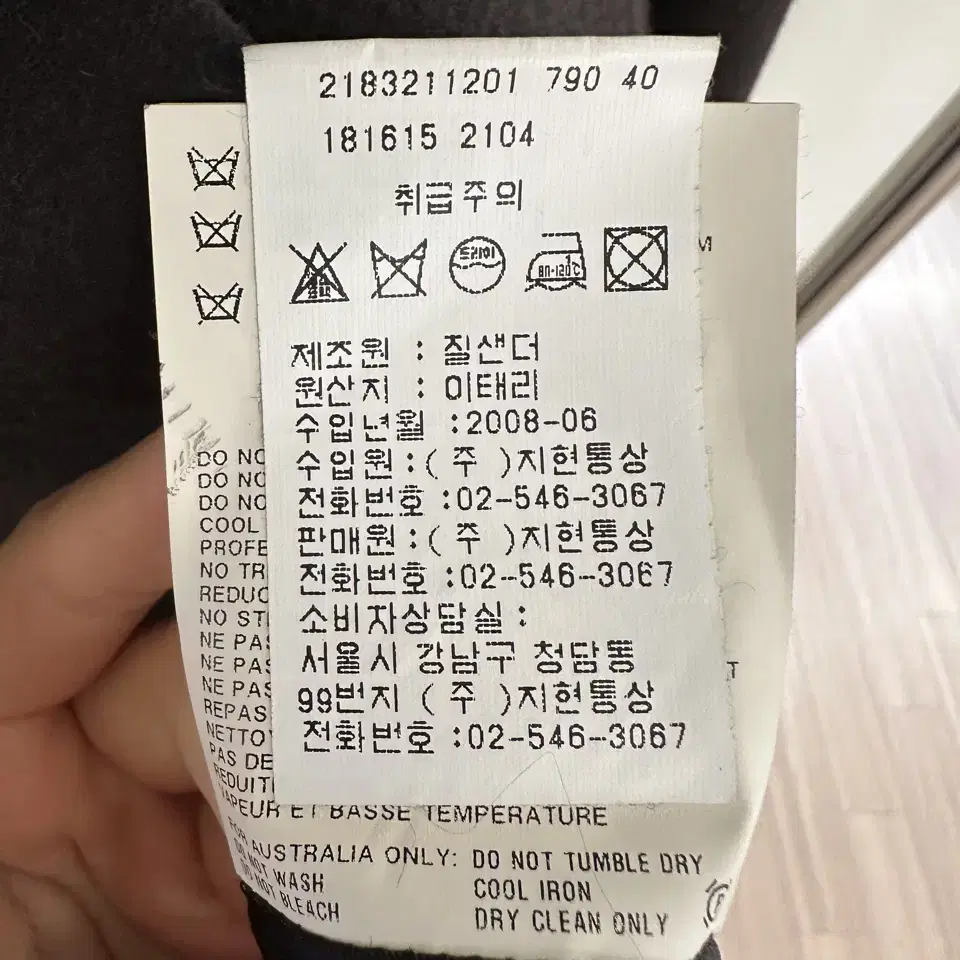 2183211201 790 40
181615 2104
취급주의
드라이
80-120℃
제조원 : 질샌더
원산지 : 이태리
수입년월 :2008-06
수입원 :( 주 )지현통상
전화번호 :02-546-3067
판매원 :( 주 )지현통상
전화번호 :02-546-3067
소비자상담실 :
서울시 강남구 청담동
99번지 ( 주 )지현통상
전화번호 :02-546-3067
M
DO NO
DO NO
DO NO
COOL
PROFE
NO TR
REDUC
NO ST
NE PAS
NE PAS
NE PAS
REPAS
NETTOY
PAS DE
REDUIT
VAPEUR ET BASSE TEMPERATURE
T
FOR AUSTRALIA ONLY:
DO NOT WASH
DO NOT BLEACH
DO NOT TUMBLE DRY
COOL IRON
DRY CLEAN ONLY